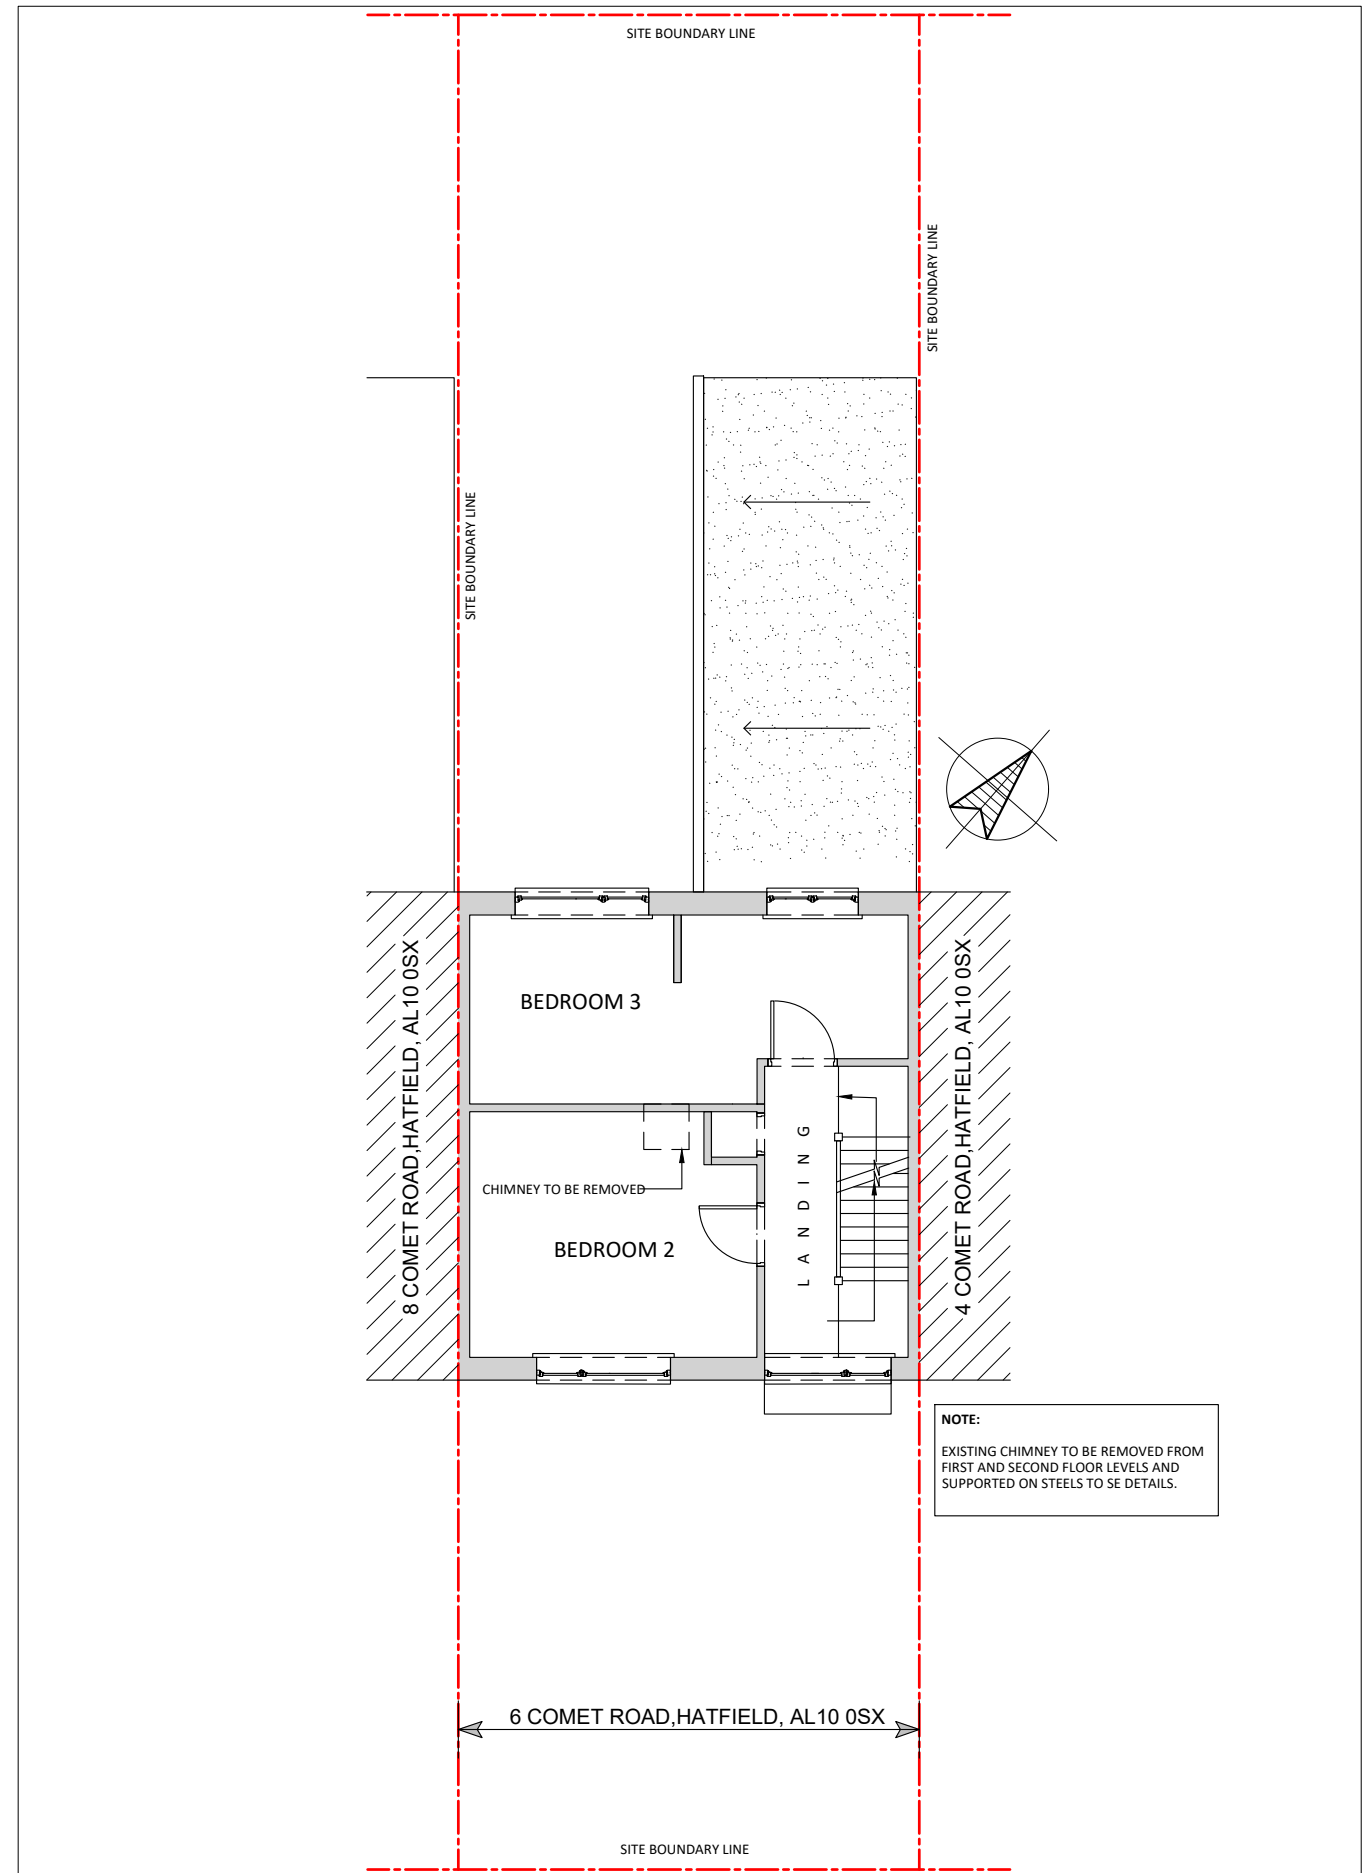 SITE BOUNDARY LINE
SITE BOUNDARY LINE
SITE BOUNDARY LINE
8 COMET ROAD,HATFIELD, AL10 0SX
4 COMET ROAD,HATFIELD, AL10 0SX
BEDROOM 3
LANDING
CHIMNEY TO BE REMOVED
BEDROOM 2
NOTE:
EXISTING CHIMNEY TO BE REMOVED FROM
FIRST AND SECOND FLOOR LEVELS AND
SUPPORTED ON STEELS TO SE DETAILS.
6 COMET ROAD,HATFIELD, AL10 0SX
SITE BOUNDARY LINE